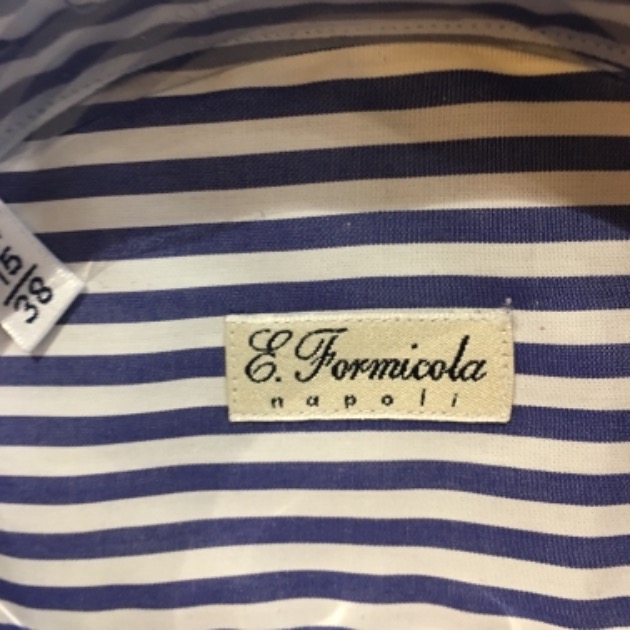 15
38
E. Formicola
napoli